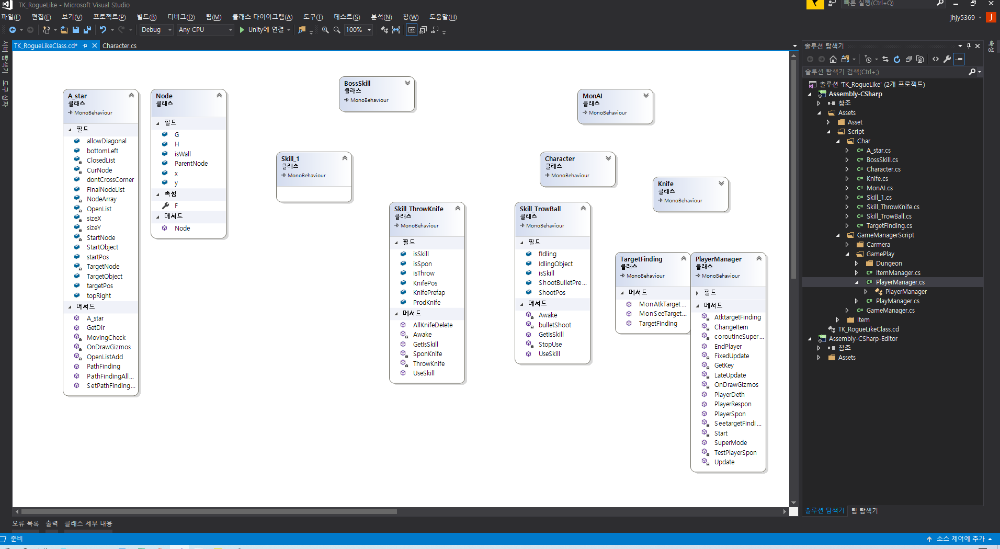 TK_RogueLike - Microsoft Visual Studio
빠른 실행(Ctrl+Q)
파일(F) 편집(E) 보기(V) 프로젝트(P) 빌드(B) 디버그(D) 팀(M) 클래스 다이어그램(A) 도구(T) 테스트(S) 분석(N) 창(W) 도움말(H)
jhjy5369 J
Debug Any CPU Unity에 연결 100%
서버 탐색기
도구 상자
TK_RogueLikeClass.cd* Character.cs
A_star
클래스
MonoBehaviour
필드
allowDiagonal
bottomLeft
ClosedList
CurNode
dontCrossCorner
FinalNodeList
NodeArray
OpenList
sizeX
sizeY
StartNode
StartObject
startPos
TargetNode
TargetObject
targetPos
topRight
메서드
A_star
GetDir
MovingCheck
OnDrawGizmos
OpenListAdd
PathFinding
PathFindingAll...
SetPathFinding...
Node
클래스
필드
G
H
isWall
ParentNode
x
y
속성
F
메서드
Node
BossSkill
클래스
MonoBehaviour
Skill_1
클래스
MonoBehaviour
Skill_ThrowKnife
클래스
MonoBehaviour
필드
isSkill
isSpon
isThrow
KnifePos
KnifePrefap
ProdKnife
메서드
AllKnifeDelete
Awake
GetIsSkill
SponKnife
ThrowKnife
UseSkill
MonAI
클래스
MonoBehaviour
Character
클래스
MonoBehaviour
Knife
클래스
MonoBehaviour
Skill_TrowBall
클래스
MonoBehaviour
필드
fIdling
IdlingObject
isSkill
ShootBulletPre...
ShootPos
메서드
Awake
bulletShoot
GetIsSkill
StopUse
UseSkill
TargetFinding
클래스
MonoBehaviour
메서드
MonAtkTarget...
MonSeeTarget...
TargetFinding
PlayerManager
클래스
MonoBehaviour
필드
메서드
AtktargetFinding
ChangeItem
coroutineSuper...
EndPlayer
FixedUpdate
GetKey
LateUpdate
OnDrawGizmos
PlayerDeth
PlayerRespon
PlayerSpon
SeetargetFindi...
Start
SuperMode
TestPlayerSpon
Update
솔루션 탐색기
솔루션 탐색기 검색(Ctrl+;)
솔루션 'TK_RogueLike' (2개 프로젝트)
Assembly-CSharp
참조
Assets
Asset
Script
Char
C# A_star.cs
C# BossSkill.cs
C# Character.cs
C# Knife.cs
C# MonAI.cs
C# Skill_1.cs
C# Skill_ThrowKnife.cs
C# Skill_TrowBall.cs
C# TargetFinding.cs
GameManagerScript
Carmera
GamePlay
Dungeon
C# ItemManager.cs
C# PlayerManager.cs
PlayerManager
C# PlayManager.cs
C# GameManager.cs
Item
TK_RogueLikeClass.cd
Assembly-CSharp-Editor
참조
Assets
솔루션 탐색기 팀 탐색기
속성
오류 목록 출력 클래스 세부 내용
준비
소스 제어에 추가